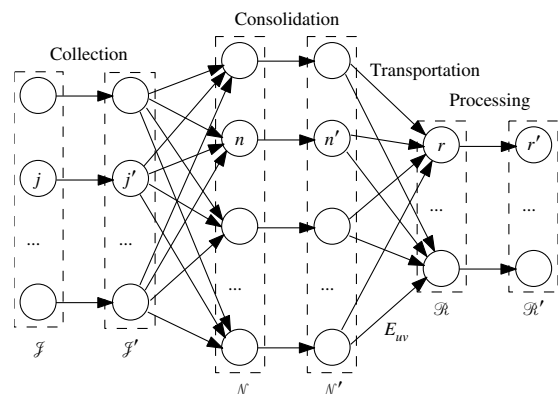 Consolidation
Collection
Transportation
Processing
j
j′
n
n′
r
r′
...
...
...
...
...
...
E_uv
𝒥
𝒥′
𝒩
𝒩′
ℛ
ℛ′